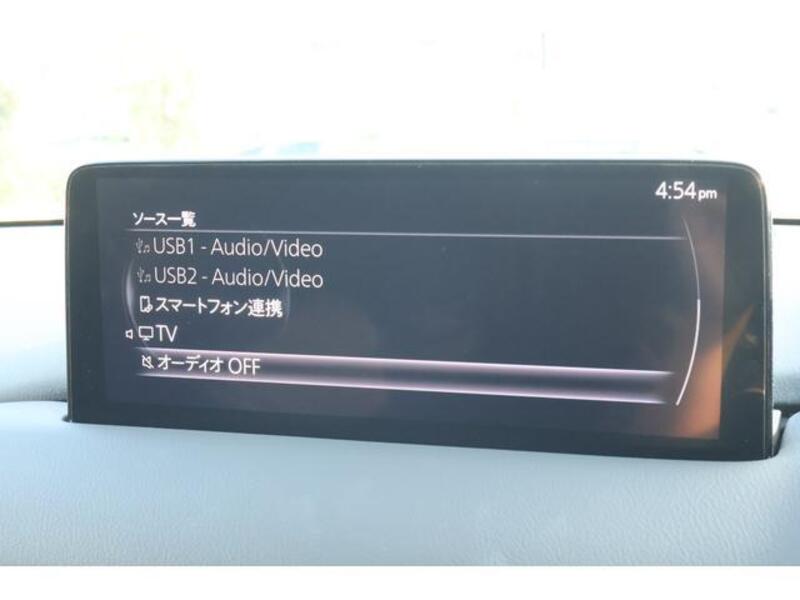 4:54pm
ソース一覧
USB1 - Audio/Video
USB2 - Audio/Video
スマートフォン連携
TV
オーディオ OFF